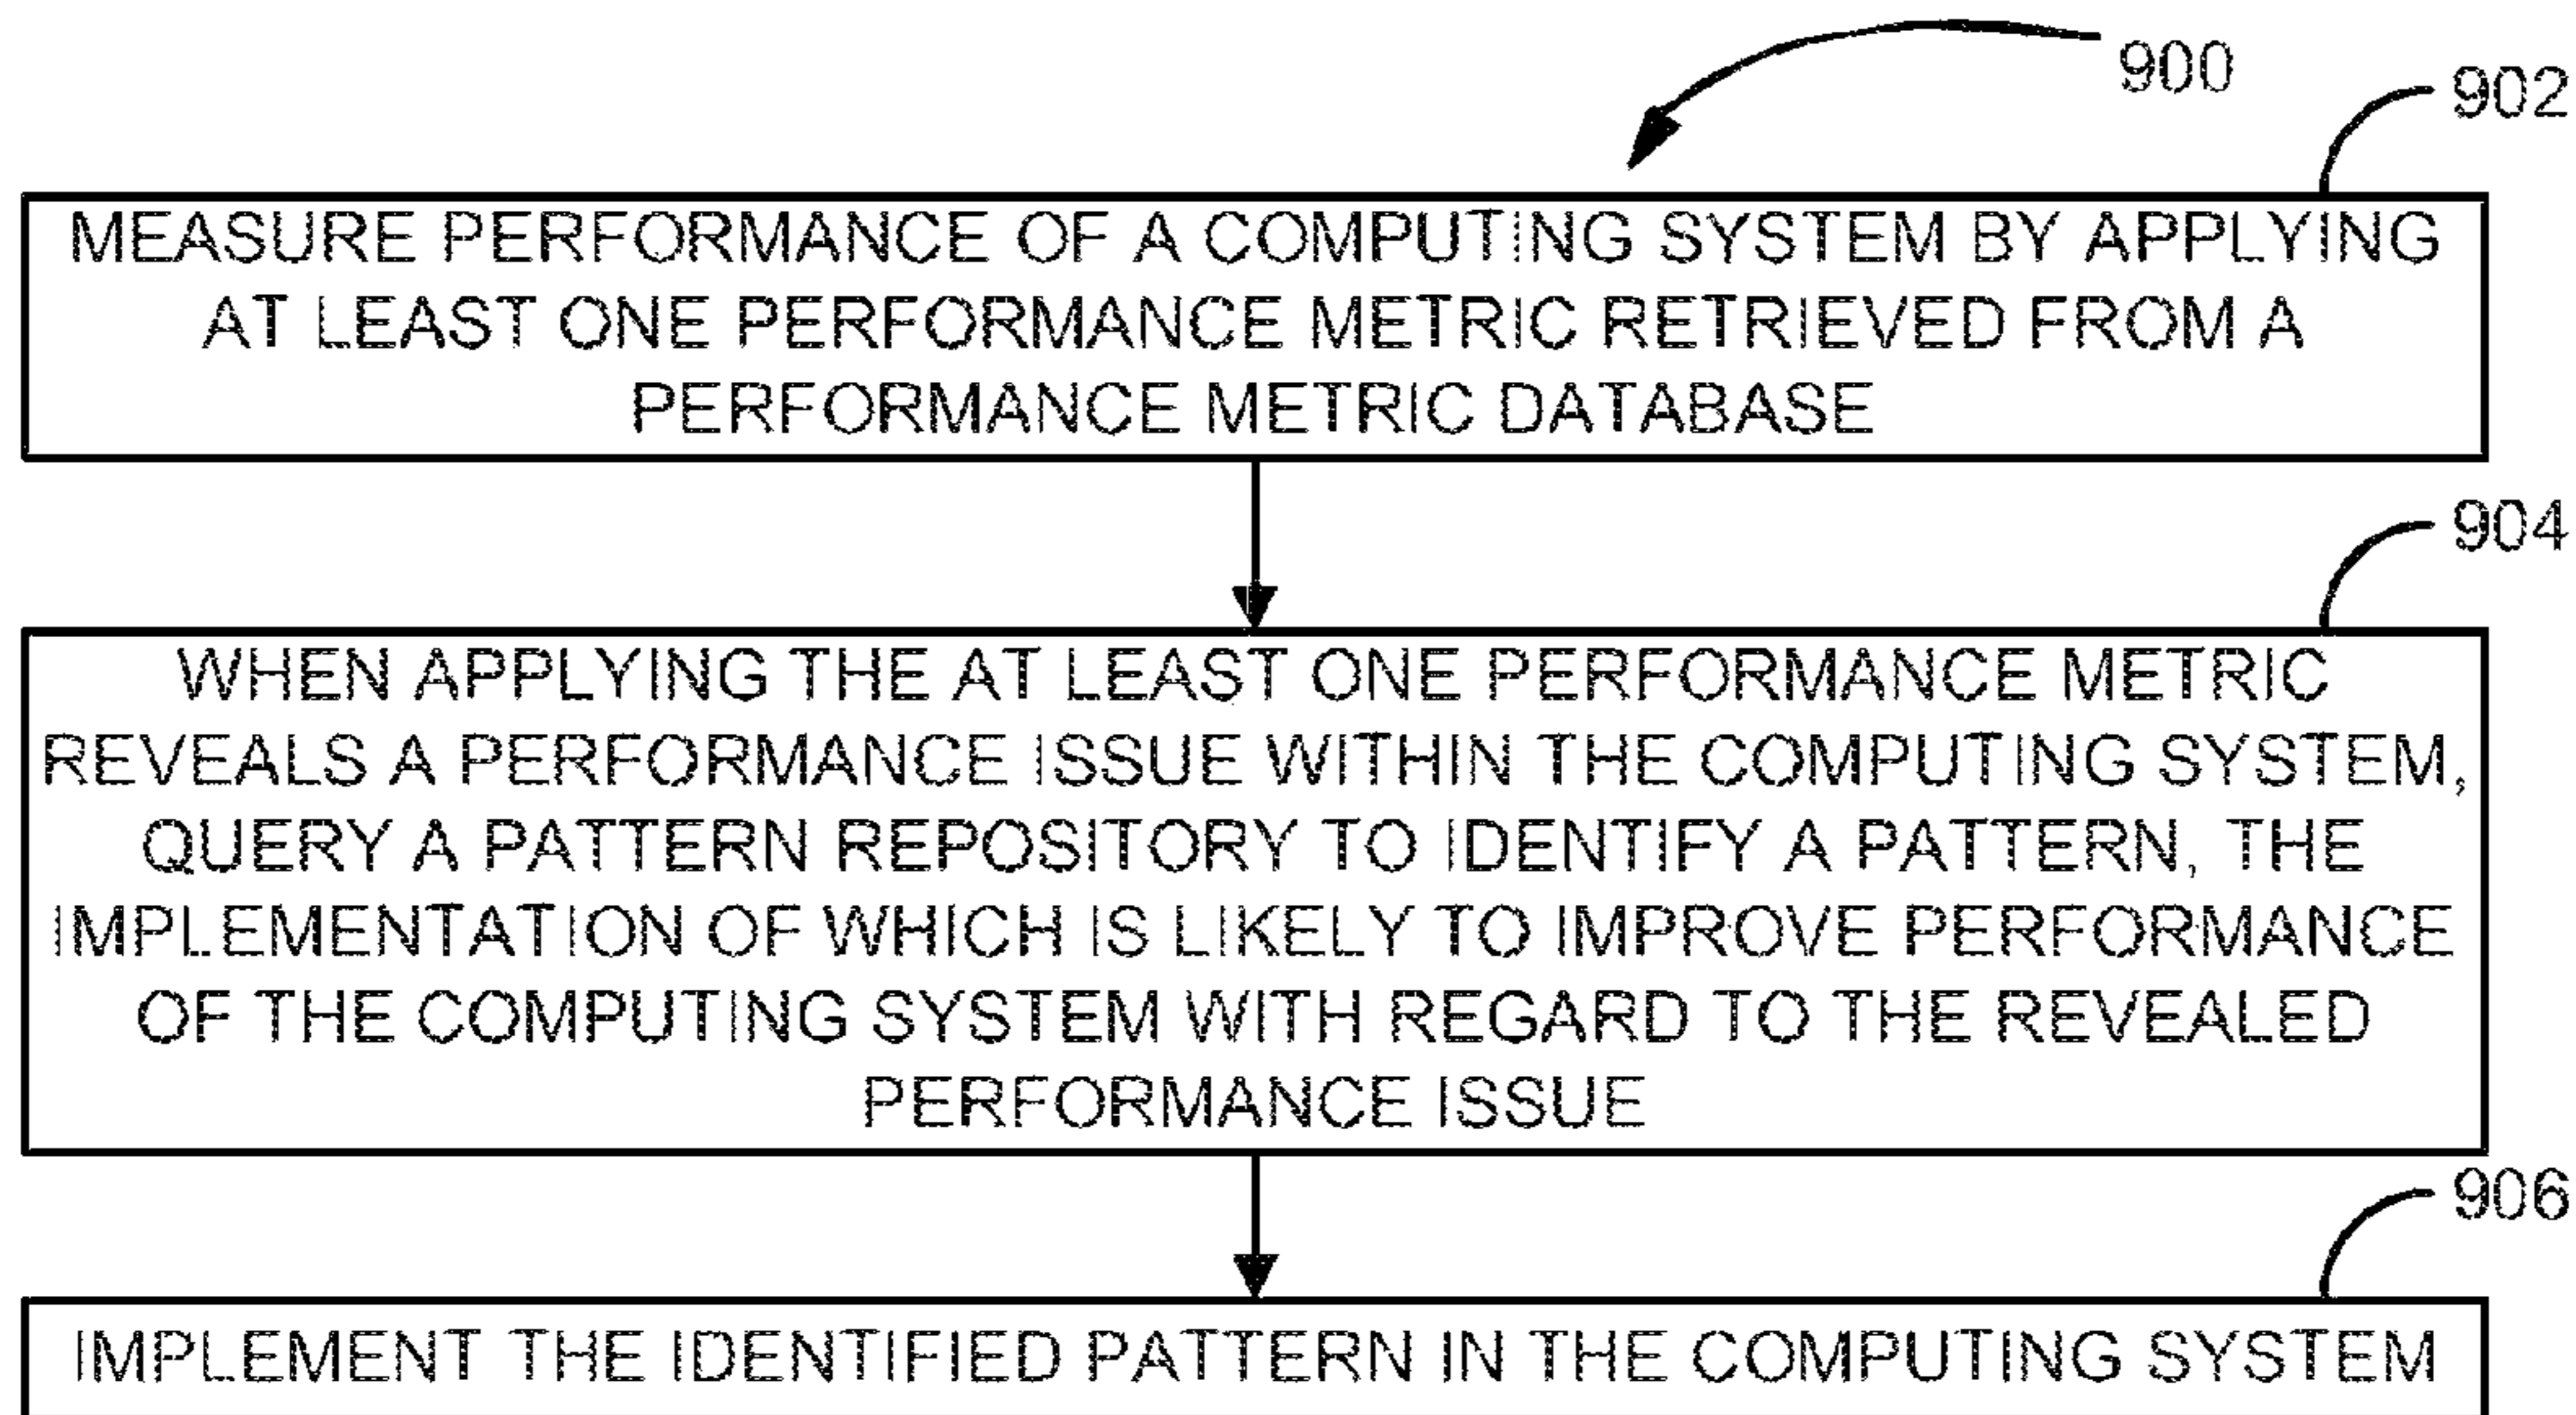 900
902
MEASURE PERFORMANCE OF A COMPUTING SYSTEM BY APPLYING
AT LEAST ONE PERFORMANCE METRIC RETRIEVED FROM A
PERFORMANCE METRIC DATABASE
904
WHEN APPLYING THE AT LEAST ONE PERFORMANCE METRIC
REVEALS A PERFORMANCE ISSUE WITHIN THE COMPUTING SYSTEM,
QUERY A PATTERN REPOSITORY TO IDENTIFY A PATTERN, THE
IMPLEMENTATION OF WHICH IS LIKELY TO IMPROVE PERFORMANCE
OF THE COMPUTING SYSTEM WITH REGARD TO THE REVEALED
PERFORMANCE ISSUE
906
IMPLEMENT THE IDENTIFIED PATTERN IN THE COMPUTING SYSTEM